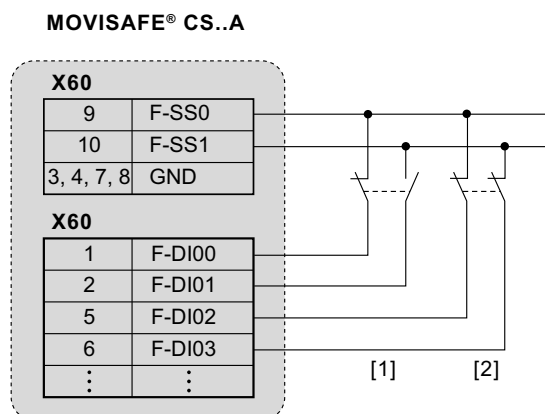 MOVISAFE® CS..A
X60
9 F-SS0
10 F-SS1
3, 4, 7, 8 GND
X60
1 F-DI00
2 F-DI01
5 F-DI02
6 F-DI03
⋮ ⋮
[1] [2]